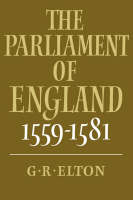 THE
PARLIAMENT
OF
ENGLAND
1559-1581
G·R·ELTON